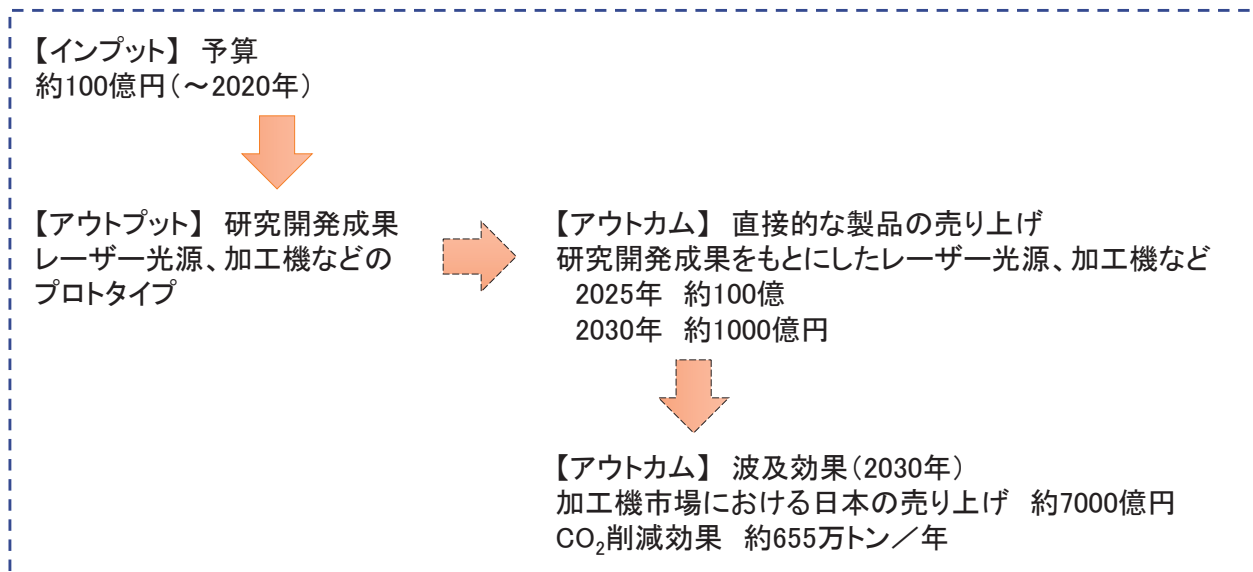 【インプット】 予算
約100億円（～2020年）
【アウトプット】 研究開発成果
レーザー光源、加工機などの
プロトタイプ
【アウトカム】 直接的な製品の売り上げ
研究開発成果をもとにしたレーザー光源、加工機など
2025年 約100億
2030年 約1000億円
【アウトカム】 波及効果（2030年）
加工機市場における日本の売り上げ 約7000億円
CO₂削減効果 約655万トン／年